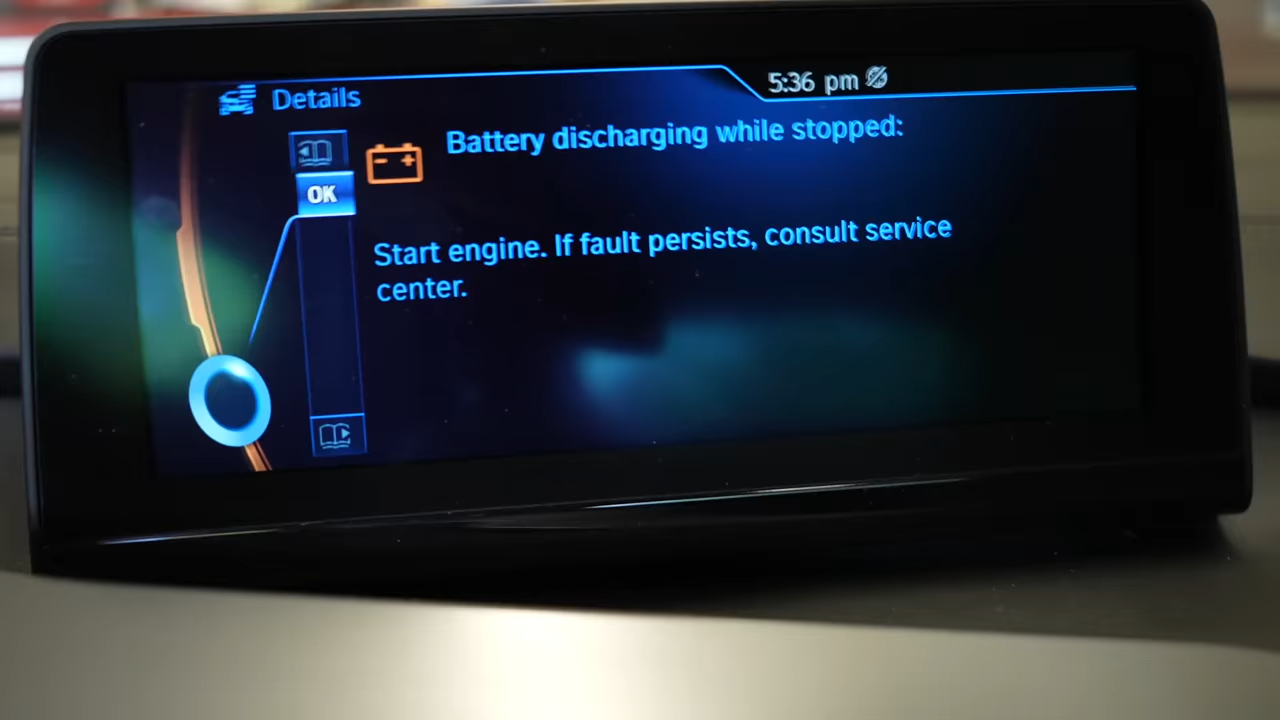 Details
5:36 pm
Battery discharging while stopped:
OK
Start engine. If fault persists, consult service
center.